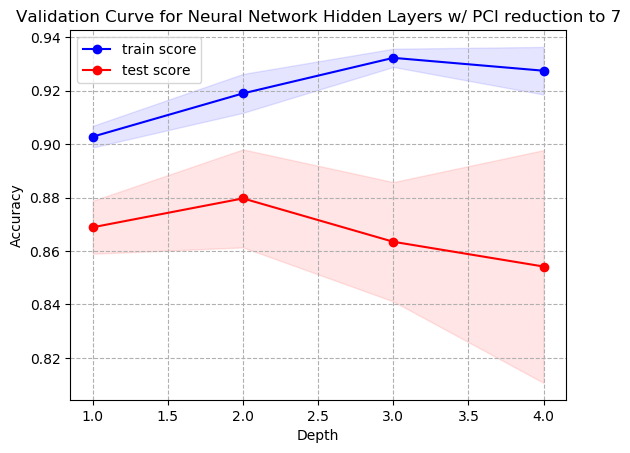 Validation Curve for Neural Network Hidden Layers w/ PCI reduction to 7
train score
test score
0.94
0.92
0.90
0.88
0.86
0.84
0.82
Accuracy
1.0 1.5 2.0 2.5 3.0 3.5 4.0
Depth